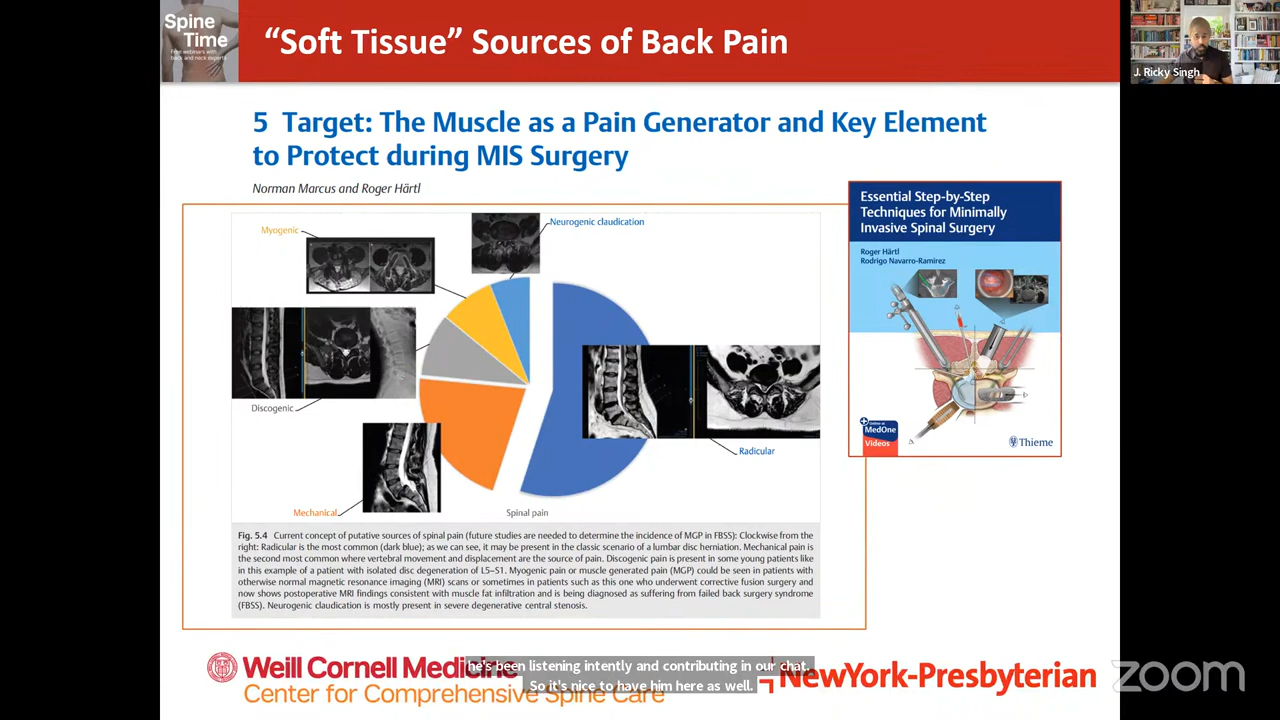 Spine
Time
Free webinars with
back and neck experts
“Soft Tissue” Sources of Back Pain
J. Ricky Singh
5 Target: The Muscle as a Pain Generator and Key Element
to Protect during MIS Surgery
Norman Marcus and Roger Härtl
Myogenic
Neurogenic claudication
Discogenic
Radicular
Mechanical
Spinal pain
Fig. 5.4 Current concept of putative sources of spinal pain (future studies are needed to determine the incidence of MGP in FBSS): Clockwise from the
right: Radicular is the most common (dark blue); as we can see, it may be present in the classic scenario of a lumbar disc herniation. Mechanical pain is
the second most common where vertebral movement and displacement are the source of pain. Discogenic pain is present in some young patients like
in this example of a patient with isolated disc degeneration of L5–S1. Myogenic pain or muscle generated pain (MGP) could be seen in patients with
otherwise normal magnetic resonance imaging (MRI) scans or sometimes in patients such as this one who underwent corrective fusion surgery and
now shows postoperative MRI findings consistent with muscle fat infiltration and is being diagnosed as suffering from failed back surgery syndrome
(FBSS). Neurogenic claudication is mostly present in severe degenerative central stenosis.
Essential Step-by-Step
Techniques for Minimally
Invasive Spinal Surgery
Roger Härtl
Rodrigo Navarro-Ramirez
Online at
MedOne
Videos
Thieme
Weill Cornell Medicine
Center for Comprehensive Spine Care
he's been listening intently and contributing in our chat.
So it's nice to have him here as well.
NewYork-Presbyterian
zoom